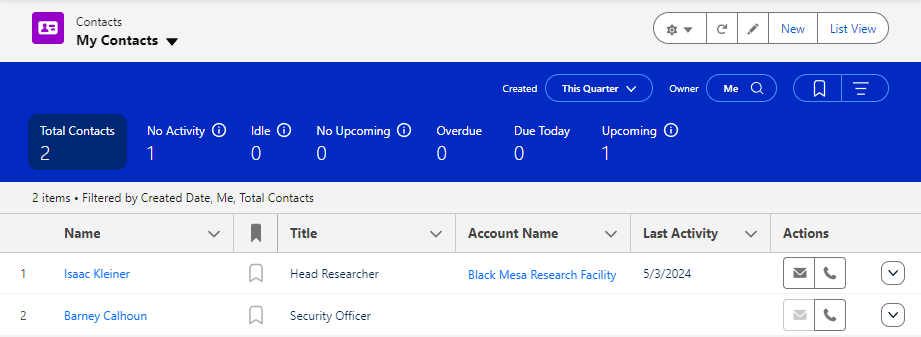 Contacts
My Contacts
New List View
Created This Quarter Owner Me
Total Contacts No Activity Idle No Upcoming Overdue Due Today Upcoming
2 1 0 0 0 0 1
2 items • Filtered by Created Date, Me, Total Contacts
Name Title Account Name Last Activity Actions
1 Isaac Kleiner Head Researcher Black Mesa Research Facility 5/3/2024
2 Barney Calhoun Security Officer